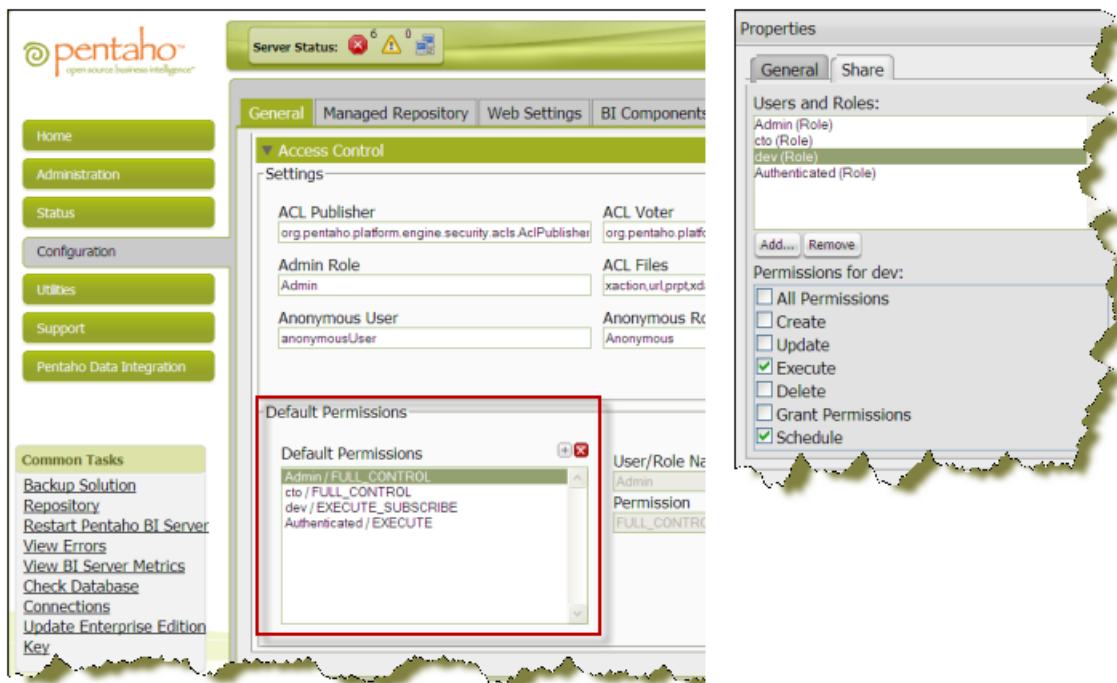 pentaho™
open source business intelligence™
Server Status: 6 0
Home
Administration
Status
Configuration
Utilities
Support
Pentaho Data Integration
Common Tasks
Backup Solution
Repository
Restart Pentaho BI Server
View Errors
View BI Server Metrics
Check Database
Connections
Update Enterprise Edition
Key
General Managed Repository Web Settings BI Components
Access Control
Settings
ACL Publisher ACL Voter
org.pentaho.platform.engine.security.acls.AclPublisher org.pentaho.platfo
Admin Role ACL Files
Admin xaction,url,prpt,xda
Anonymous User Anonymous Ro
anonymousUser Anonymous
Default Permissions
Default Permissions
Admin / FULL_CONTROL
cto / FULL_CONTROL
dev / EXECUTE_SUBSCRIBE
Authenticated / EXECUTE
User/Role Na
Admin
Permission
FULL_CONTRO
Properties
General Share
Users and Roles:
Admin (Role)
cto (Role)
dev (Role)
Authenticated (Role)
Add... Remove
Permissions for dev:
All Permissions
Create
Update
Execute
Delete
Grant Permissions
Schedule